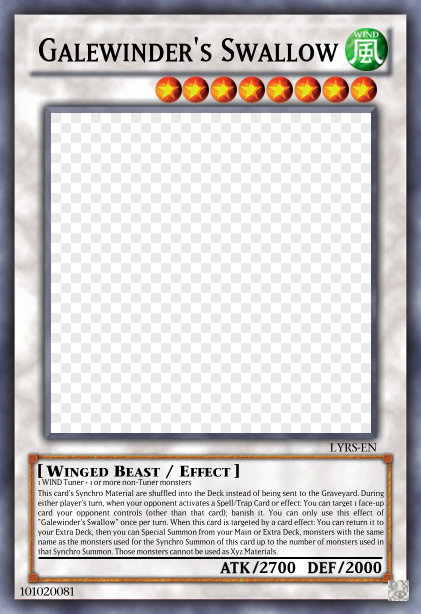 GALEWINDER'S SWALLOW
WIND
風
LYRS-EN
[ WINGED BEAST / EFFECT ]
1 WIND Tuner + 1 or more non-Tuner monsters
This card's Synchro Material are shuffled into the Deck instead of being sent to the Graveyard. During
either player's turn, when your opponent activates a Spell/Trap Card or effect: You can target 1 face-up
card your opponent controls (other than that card); banish it. You can only use this effect of
"Galewinder's Swallow" once per turn. When this card is targeted by a card effect: You can return it to
your Extra Deck, then you can Special Summon from your Main or Extra Deck, monsters with the same
name as the monsters used for the Synchro Summon of this card up to the number of monsters used in
that Synchro Summon. Those monsters cannot be used as Xyz Materials.
ATK/2700 DEF/2000
101020081